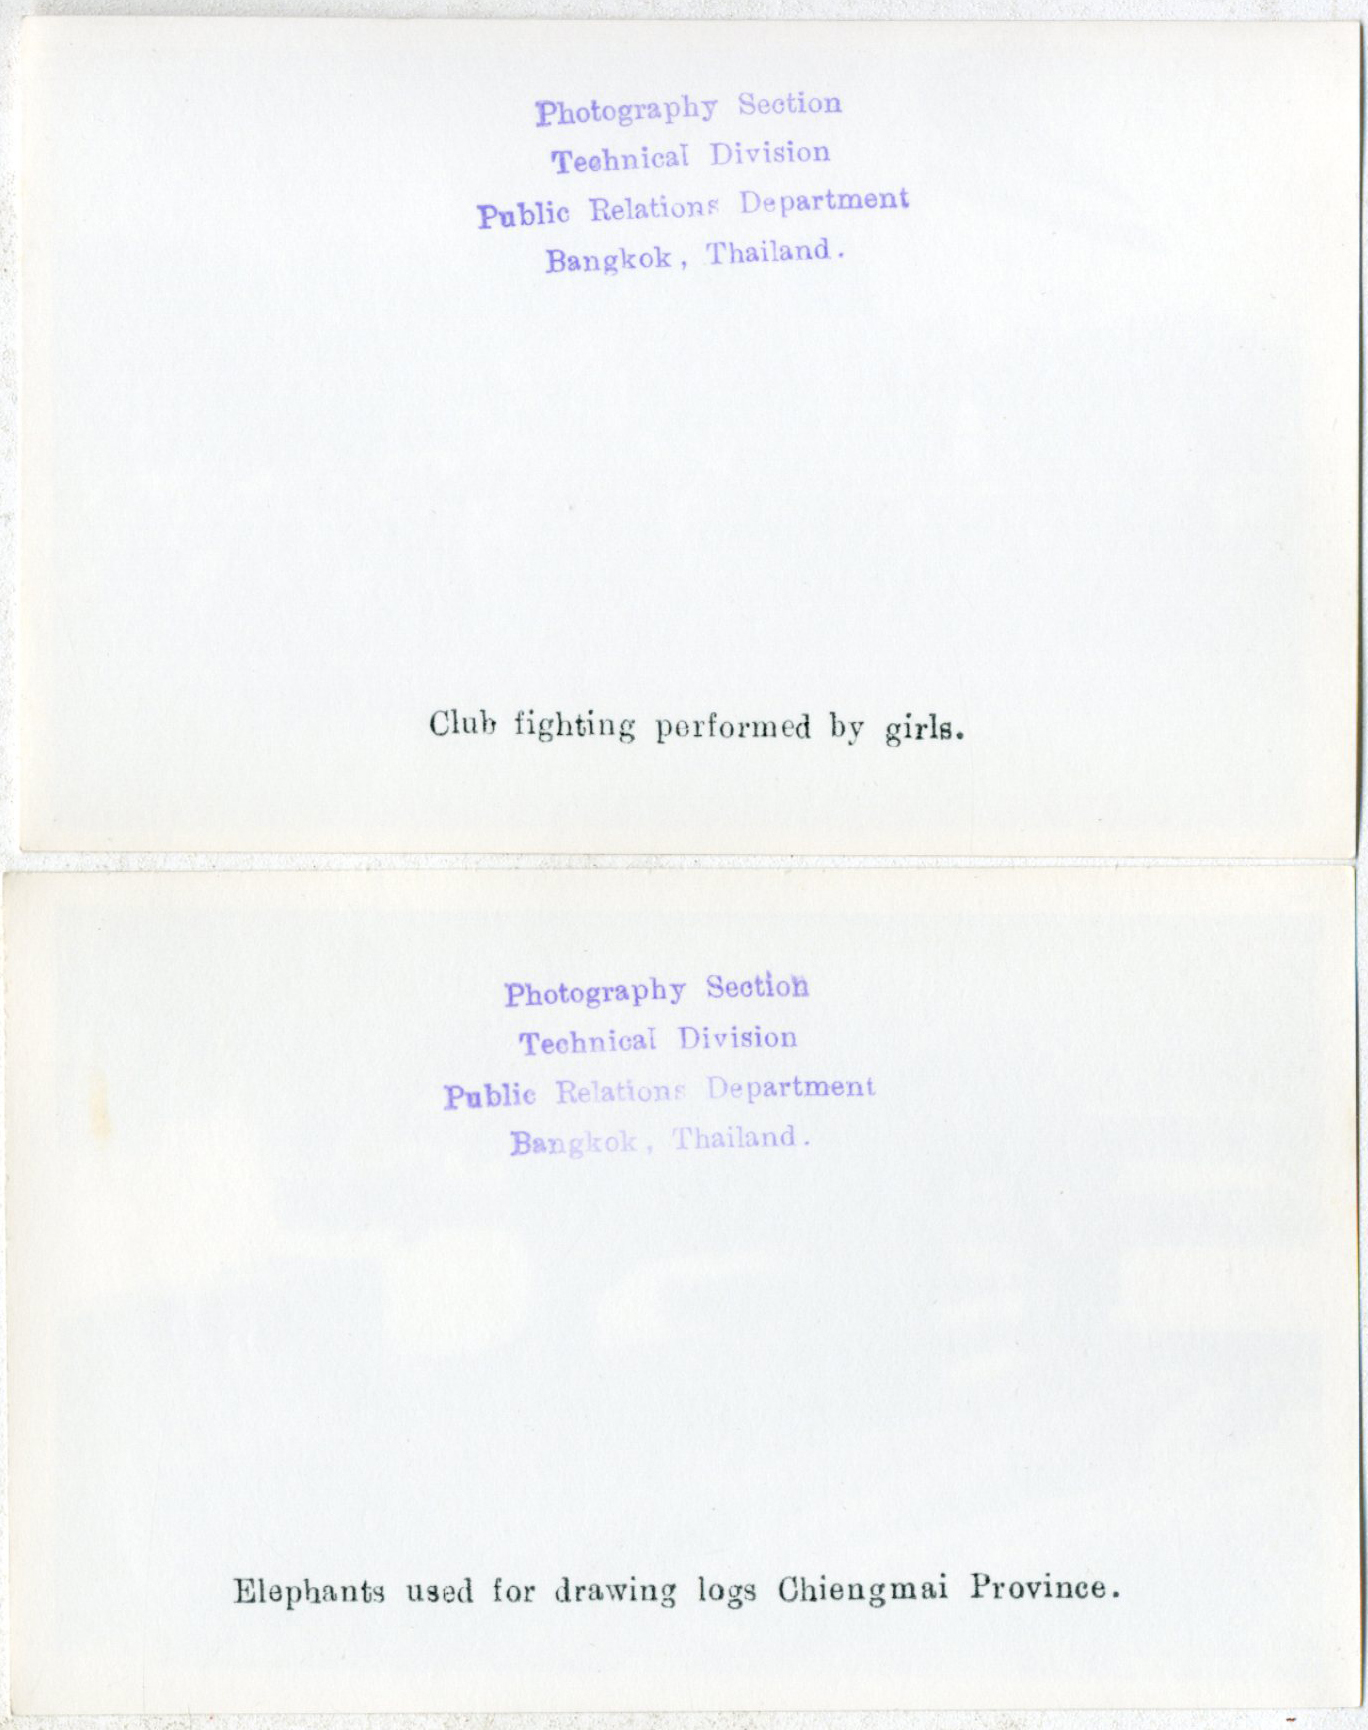 Photography Section
Technical Division
Public Relations Department
Bangkok, Thailand.
Club fighting performed by girls.
Photography Section
Technical Division
Public Relations Department
Bangkok, Thailand.
Elephants used for drawing logs Chiengmai Province.